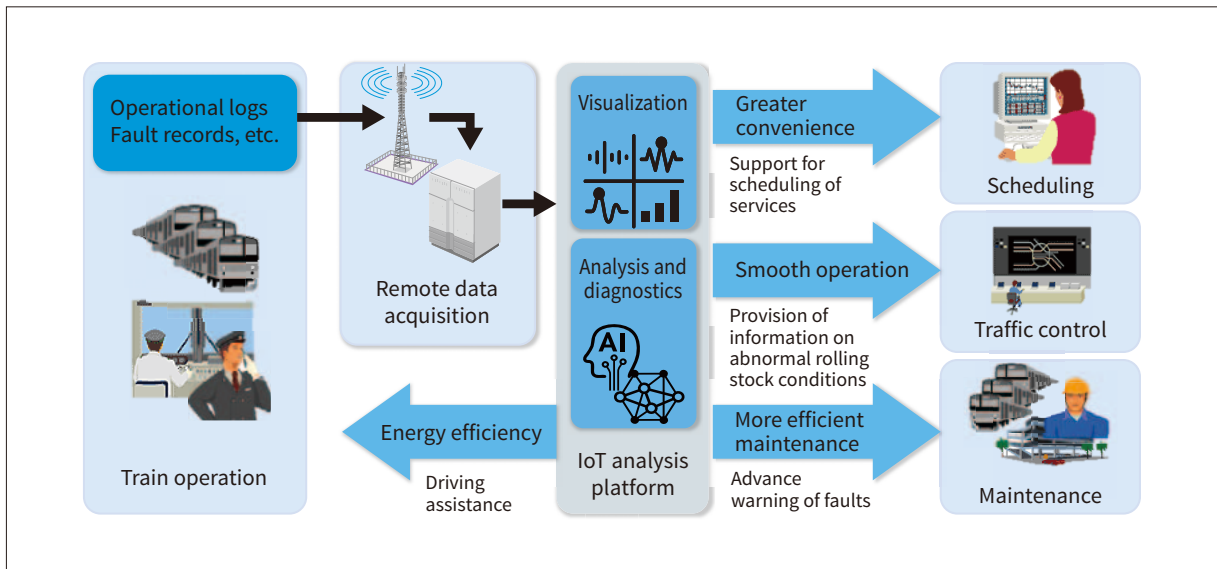 Operational logs
Fault records, etc.
Train operation
Remote data
acquisition
Visualization
Analysis and
diagnostics
AI
IoT analysis
platform
Energy efficiency
Driving
assistance
Greater
convenience
Support for
scheduling of
services
Smooth operation
Provision of
information on
abnormal rolling
stock conditions
More efficient
maintenance
Advance
warning of faults
Scheduling
Traffic control
Maintenance